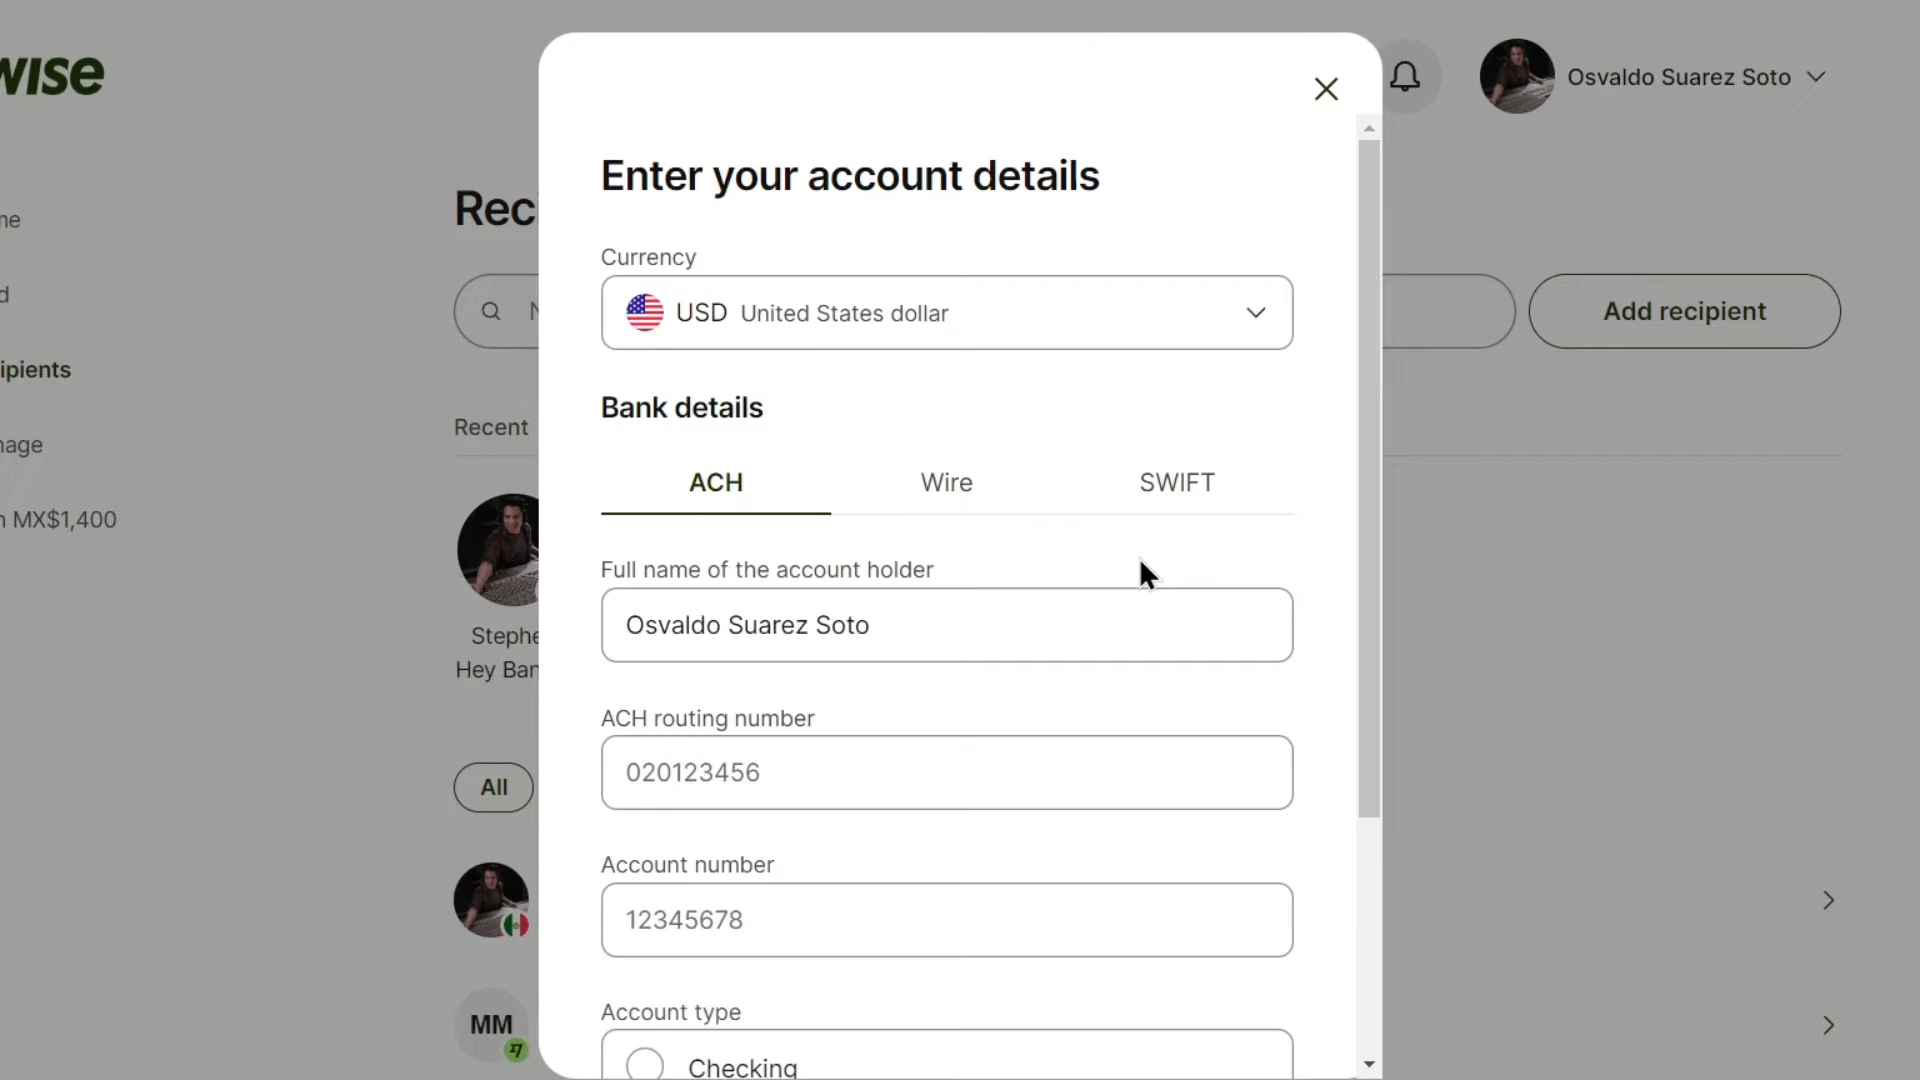 wise
Osvaldo Suarez Soto
Enter your account details
Currency
USD United States dollar
Add recipient
Recent
Bank details
ACH Wire SWIFT
MX$1,400
Full name of the account holder
Osvaldo Suarez Soto
Hey
ACH routing number
020123456
All
Account number
12345678
Account type
MM
Checking